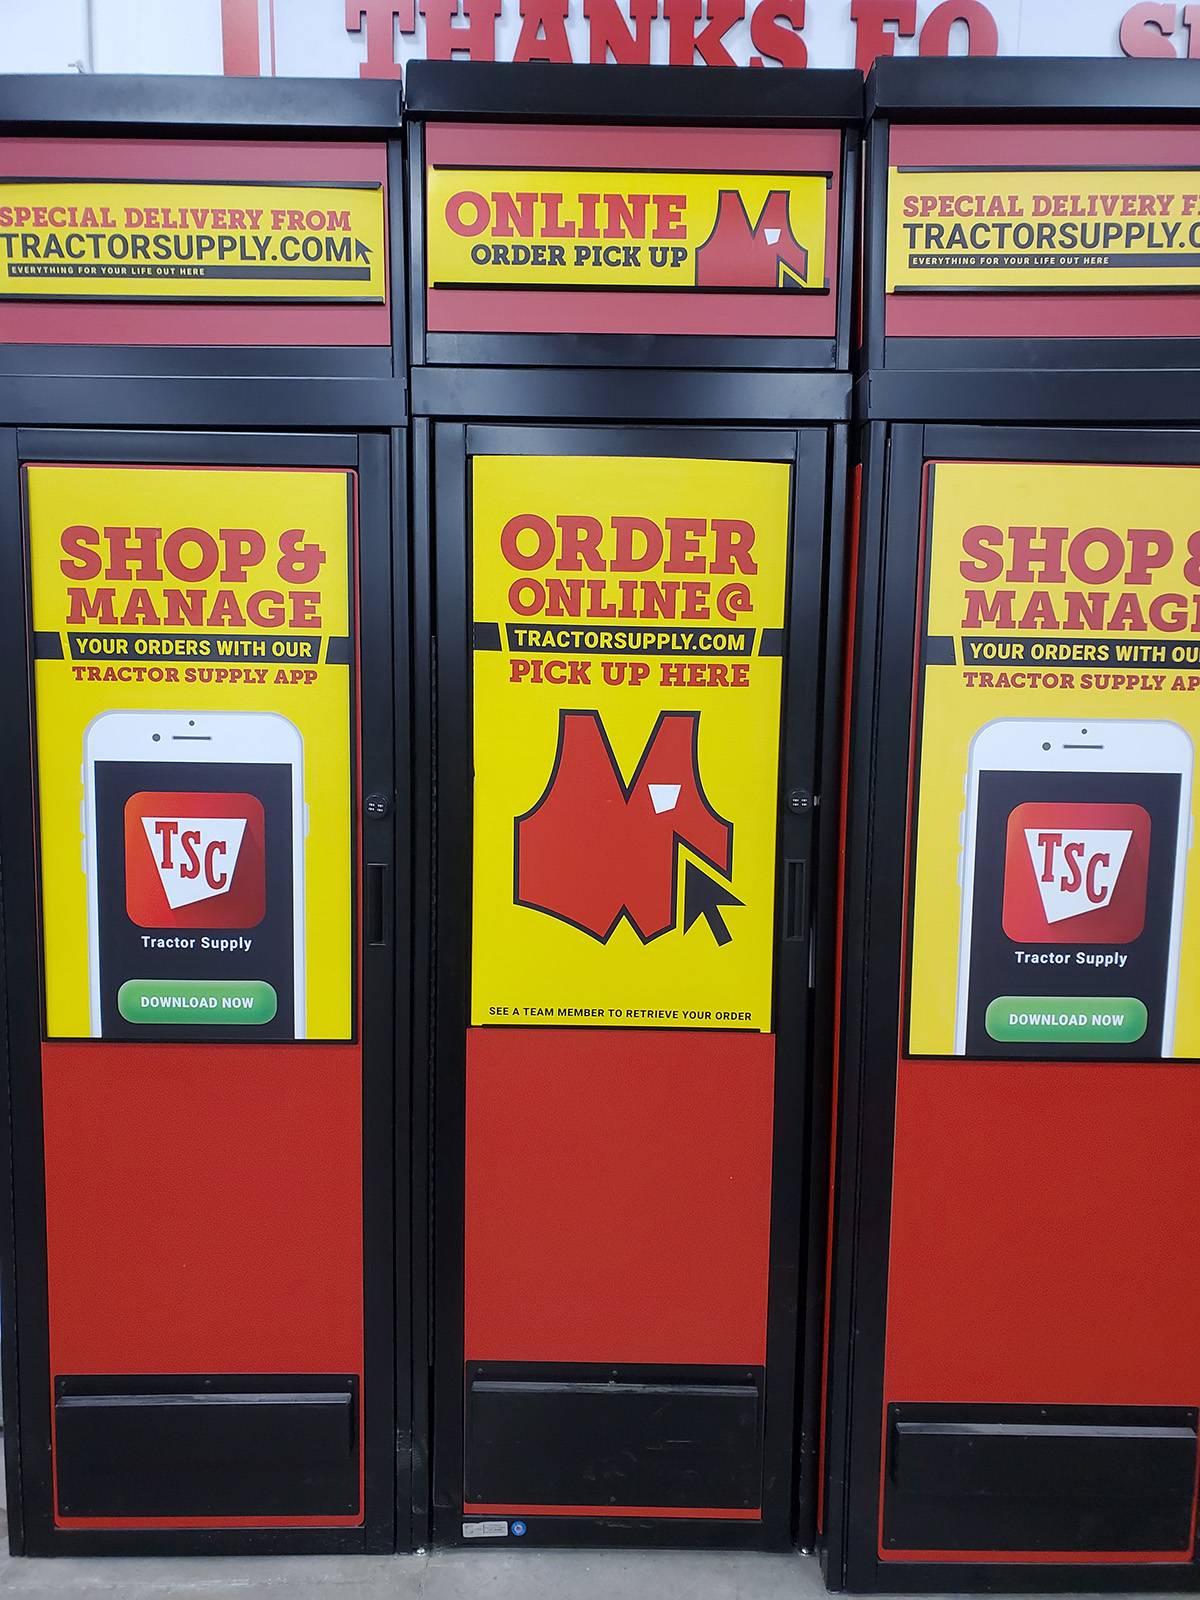 THANKS FO
SPECIAL DELIVERY FROM
TRACTORSUPPLY.COM
EVERYTHING FOR YOUR LIFE OUT HERE
ONLINE
ORDER PICK UP
SPECIAL DELIVERY F
TRACTORSUPPLY.C
EVERYTHING FOR YOUR LIFE OUT HERE
SHOP &
MANAGE
YOUR ORDERS WITH OUR
TRACTOR SUPPLY APP
TSC
Tractor Supply
DOWNLOAD NOW
ORDER
ONLINE @
TRACTORSUPPLY.COM
PICK UP HERE
SEE A TEAM MEMBER TO RETRIEVE YOUR ORDER
SHOP &
MANAG
YOUR ORDERS WITH OU
TRACTOR SUPPLY AP
TSC
Tractor Supply
DOWNLOAD NOW